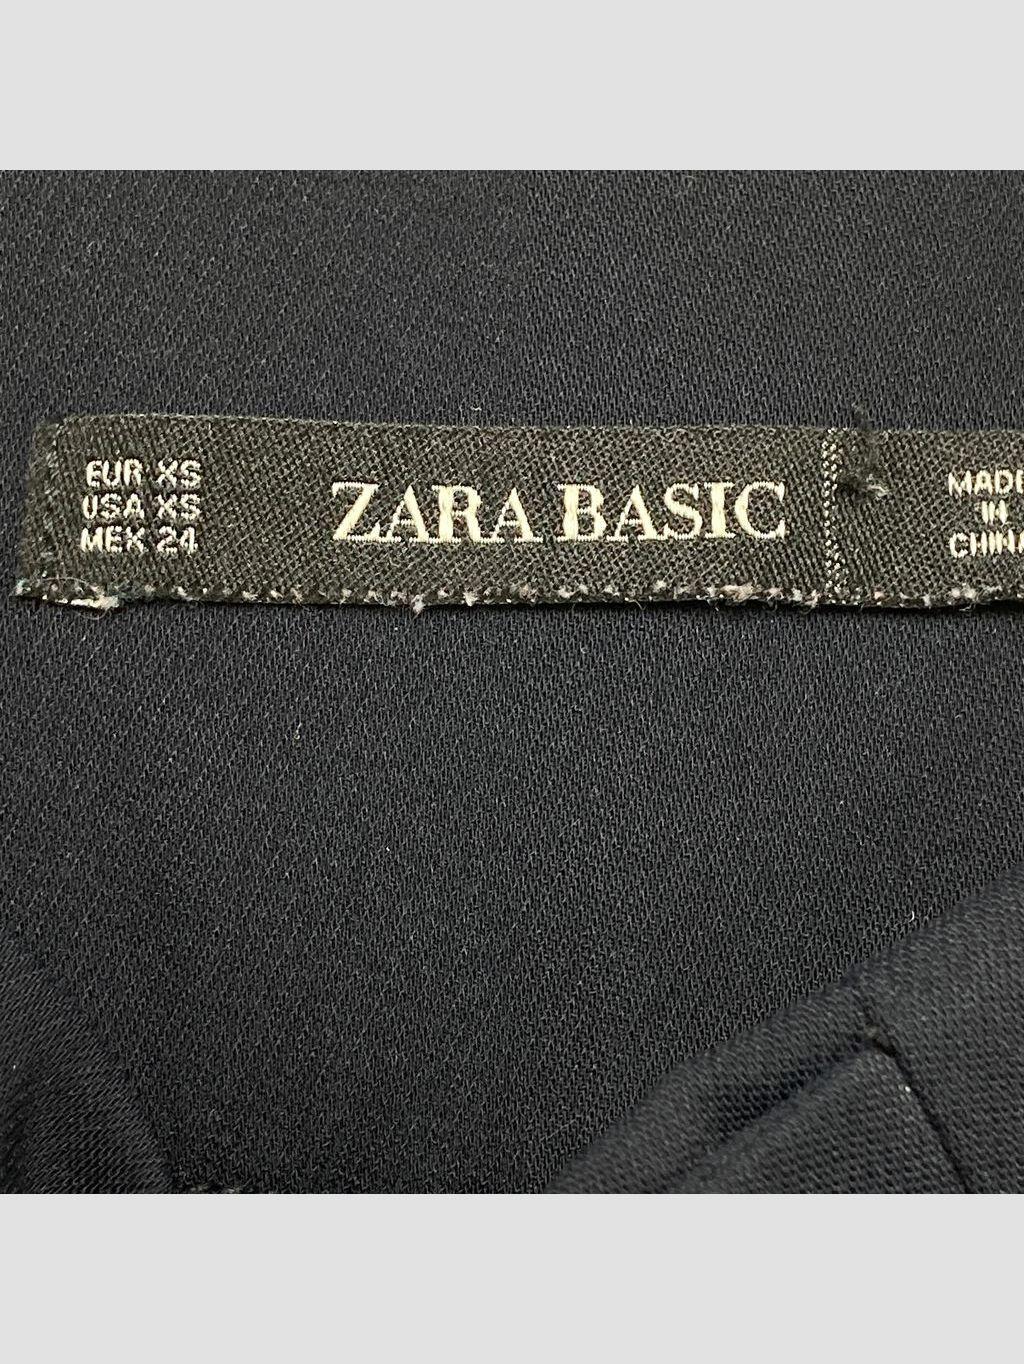 EUR XS
USA XS
MEX 24
ZARA BASIC
MADE
IN
CHINA